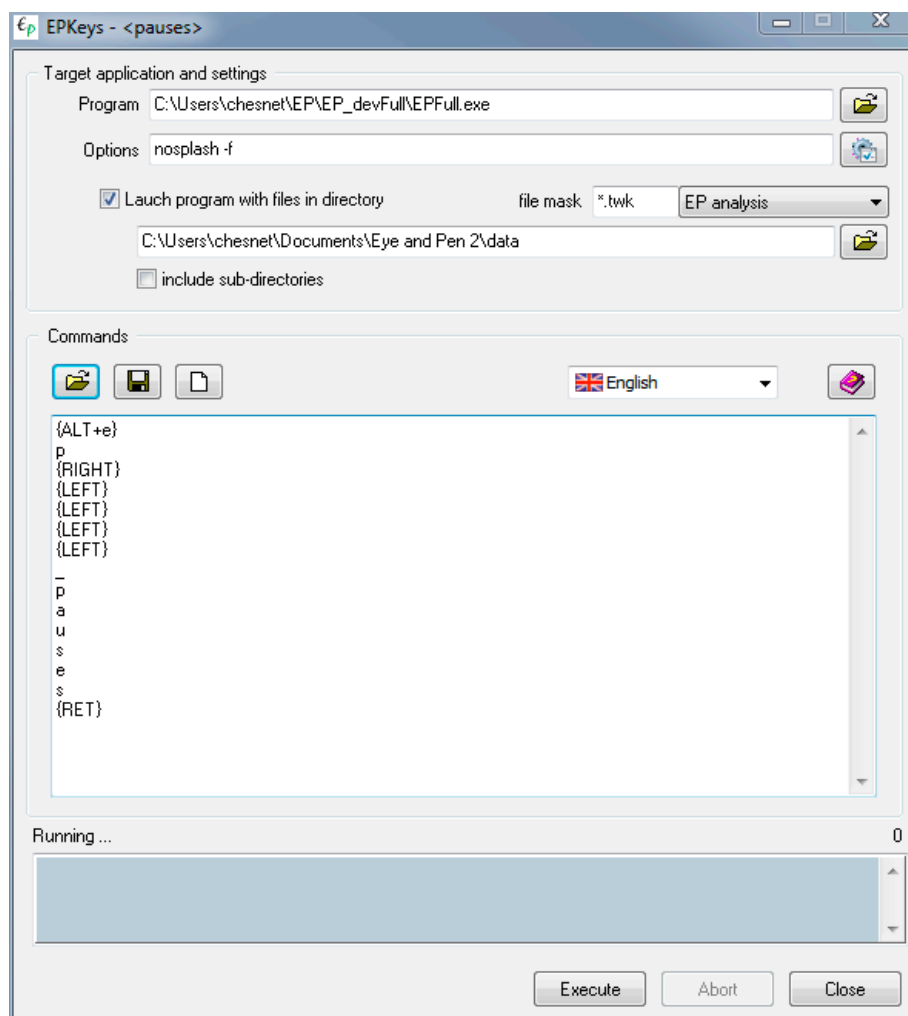 εp EPKeys - <pauses>
Target application and settings
Program C:\Users\chesnet\EP\EP_devFull\EPFull.exe
Options nosplash -f
Lauch program with files in directory file mask *.twk EP analysis
C:\Users\chesnet\Documents\Eye and Pen 2\data
include sub-directories
Commands
English
{ALT+e}
p
{RIGHT}
{LEFT}
{LEFT}
{LEFT}
{LEFT}
_
p
a
u
s
e
s
{RET}
Running ... 0
Execute Abort Close